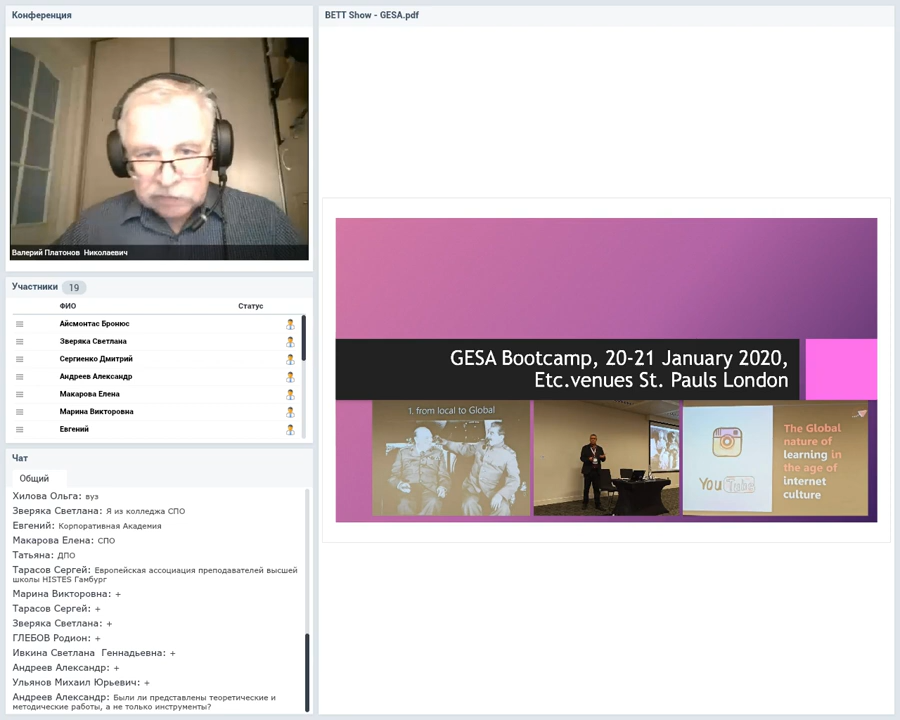 Конференция
Валерий Платонов Николаевич
Участники 19
ФИО Статус
Айсмонтас Бронюс
Зверяка Светлана
Сергиенко Дмитрий
Андреев Александр
Макарова Елена
Марина Викторовна
Евгений
Чат
Общий
Хилова Ольга: вуз
Зверяка Светлана: Я из колледжа СПО
Евгений: Корпоративная Академия
Макарова Елена: СПО
Татьяна: ДПО
Тарасов Сергей: Европейская ассоциация преподавателей высшей
школы HISTES Гамбург
Марина Викторовна: +
Тарасов Сергей: +
Зверяка Светлана: +
ГЛЕБОВ Родион: +
Ивкина Светлана Геннадьевна: +
Андреев Александр: +
Ульянов Михаил Юрьевич: +
Андреев Александр: Были ли представлены теоретические и
методические работы, а не только инструменты?
BETT Show - GESA.pdf
GESA Bootcamp, 20-21 January 2020,
Etc.venues St. Pauls London
1. from local to Global
YouTube
The Global
nature of
learning in
the age of
internet
culture